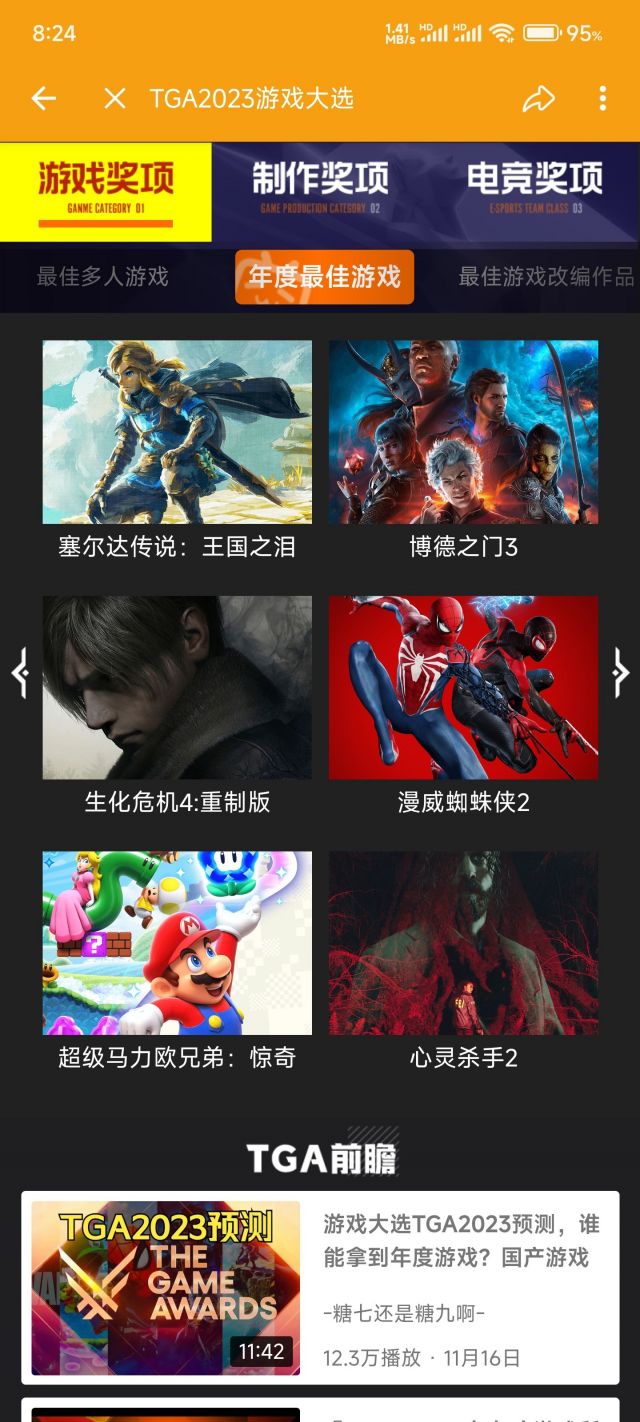 8:24
1.41 MB/s HD HD 95%
TGA2023游戏大选
游戏奖项
GANME CATEGORY 01
制作奖项
GAME PRODUCTION CATEGORY 02
电竞奖项
E-SPORTS TEAM CLASS 03
最佳多人游戏
年度最佳游戏
最佳游戏改编作品
塞尔达传说：王国之泪
博德之门3
生化危机4:重制版
漫威蜘蛛侠2
超级马力欧兄弟：惊奇
心灵杀手2
TGA前瞻
TGA2023预测
THE
GAME
AWARDS
11:42
游戏大选TGA2023预测，谁
能拿到年度游戏？国产游戏
-糖七还是糖九啊-
12.3万播放 · 11月16日